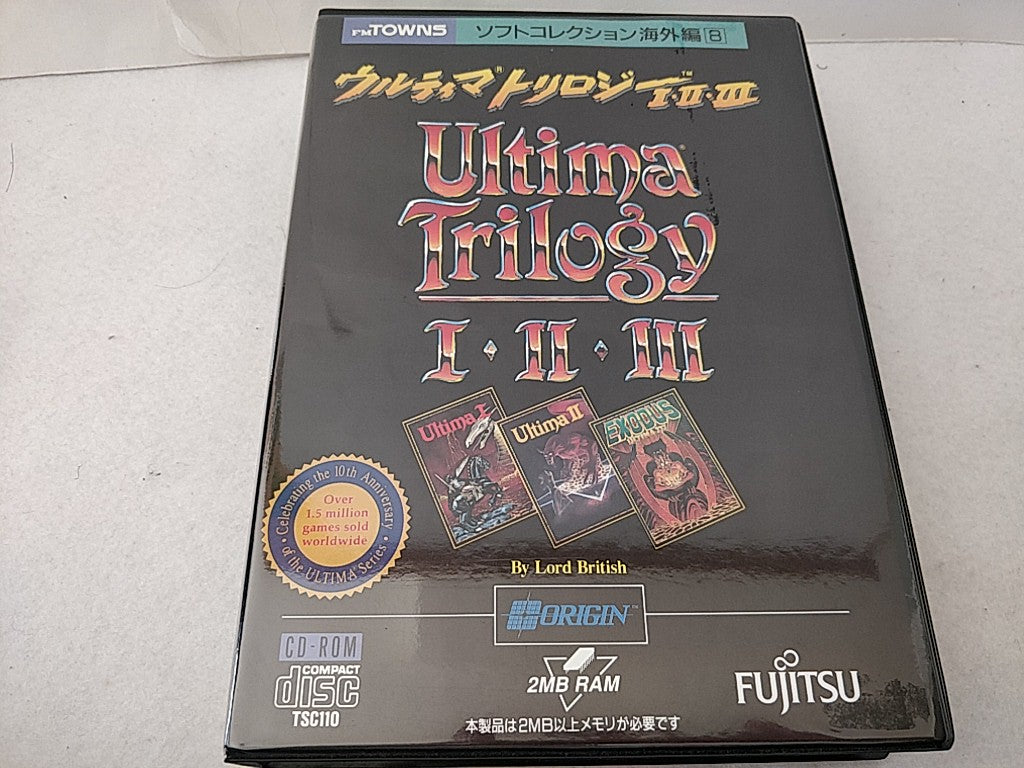 FM TOWNS ソフトコレクション海外編[8]
ウルティマ®トリロジー™ I・II・III
Ultima®
Trilogy
I・II・III
Ultima I
Ultima II
EXODUS
Celebrating the 10th Anniversary
of the ULTIMA Series
Over
1.5 million
games sold
worldwide
By Lord British
ORIGIN™
CD-ROM
COMPACT
disc
TSC110
2MB RAM
FUJITSU
本製品は2MB以上メモリが必要です